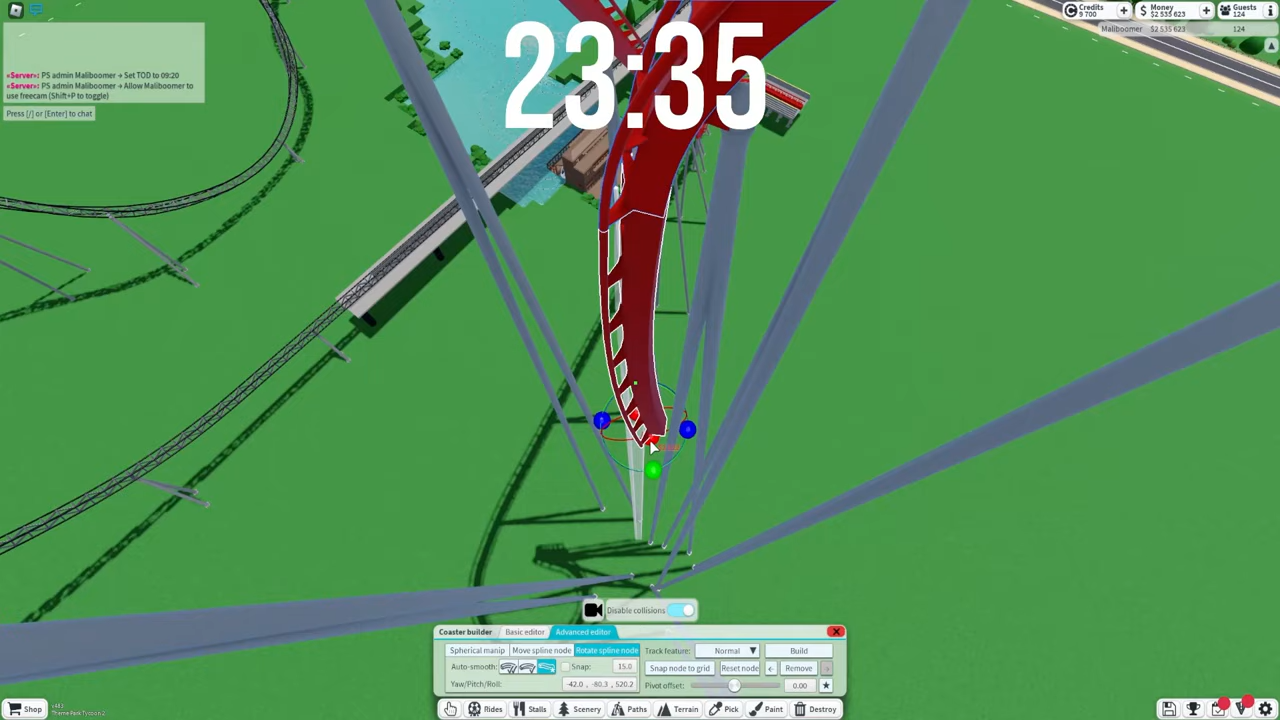 Credits
9 700
Money
$2 535 623
Guests
124
Maliboomer 124
23:35
«Server»: PS admin Maliboomer → Set TOD to 09:20
«Server»: PS admin Maliboomer → Allow Maliboomer to
use freecam (Shift+P to toggle)
Press [/] or [Enter] to chat
Disable collisions
Coaster builder Basic editor Advanced editor
Spherical manip Move spline node Rotate spline node Track feature: Normal Build
Auto-smooth: Snap: 15.0 Snap node to grid Reset node Remove
Yaw/Pitch/Roll: -42.0 , -80.3 , 520.2 Pivot offset: 0.00
Shop
Theme Park Tycoon 2
Rides Stalls Scenery Paths Terrain Pick Paint Destroy